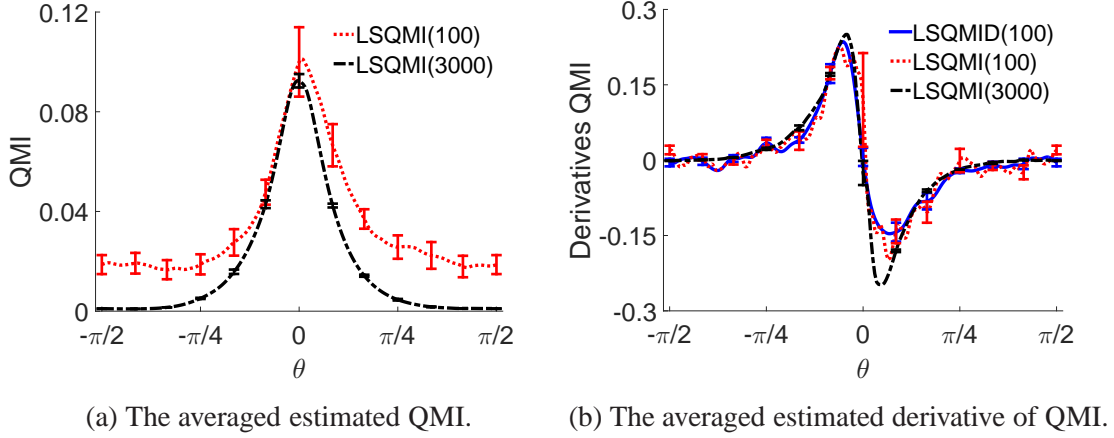 0.12
0.08
0.04
0
QMI
-π/2
-π/4
0
π/4
π/2
θ
LSQMI(100)
LSQMI(3000)
(a) The averaged estimated QMI.
0.3
0.15
0
-0.15
-0.3
Derivatives QMI
-π/2
-π/4
0
π/4
π/2
θ
LSQMID(100)
LSQMI(100)
LSQMI(3000)
(b) The averaged estimated derivative of QMI.